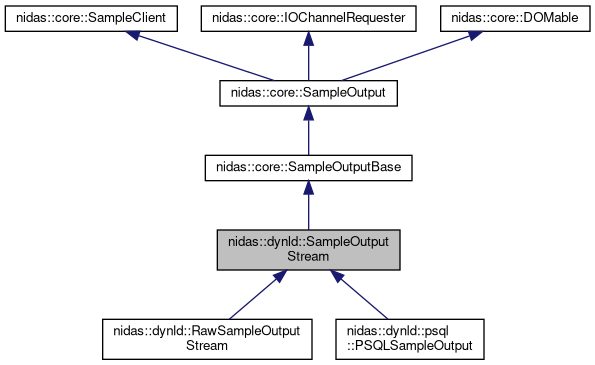 nidas::core::SampleClient
nidas::core::IOChannelRequester
nidas::core::DOMable
nidas::core::SampleOutput
nidas::core::SampleOutputBase
nidas::dynld::SampleOutput
Stream
nidas::dynld::RawSampleOutput
Stream
nidas::dynld::psql
::PSQLSampleOutput